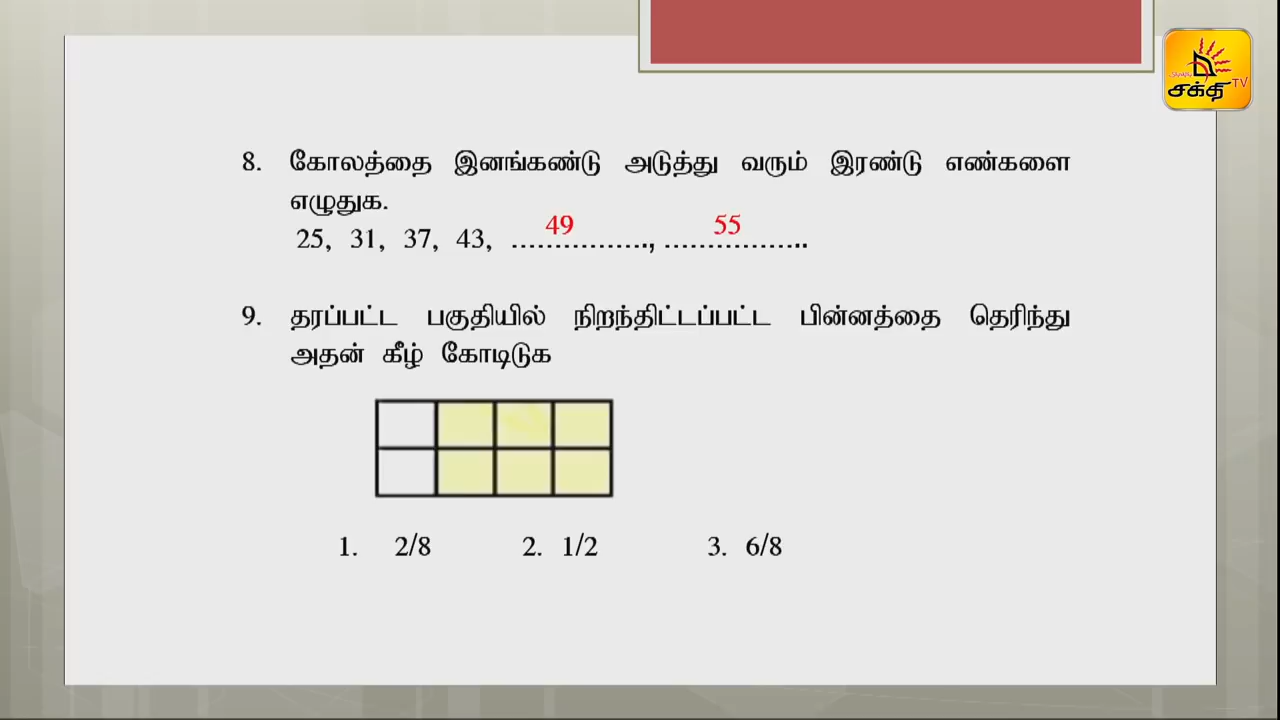 சக்தி TV
8. கோலத்தை இனங்கண்டு அடுத்து வரும் இரண்டு எண்களை
எழுதுக.
25, 31, 37, 43, ......49.........., ......55..........
9. தரப்பட்ட பகுதியில் நிறந்திட்டப்பட்ட பின்னத்தை தெரிந்து
அதன் கீழ் கோடிடுக
1. 2/8 2. 1/2 3. 6/8